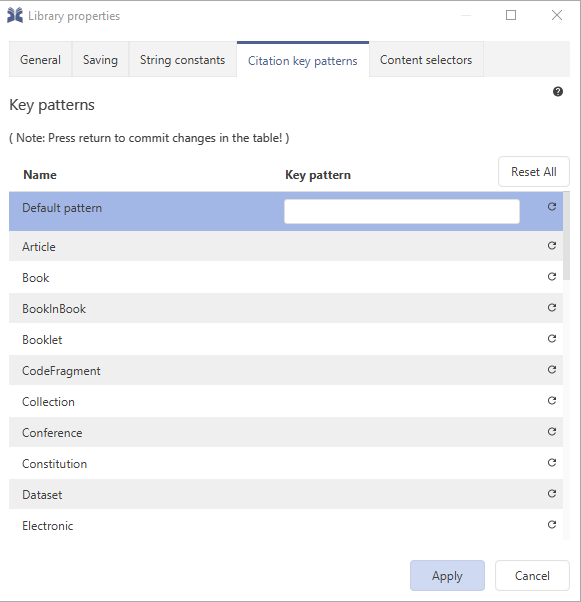 Library properties
General Saving String constants Citation key patterns Content selectors
Key patterns
( Note: Press return to commit changes in the table! )
Name Key pattern Reset All
Default pattern
Article
Book
BookInBook
Booklet
CodeFragment
Collection
Conference
Constitution
Dataset
Electronic
Apply Cancel